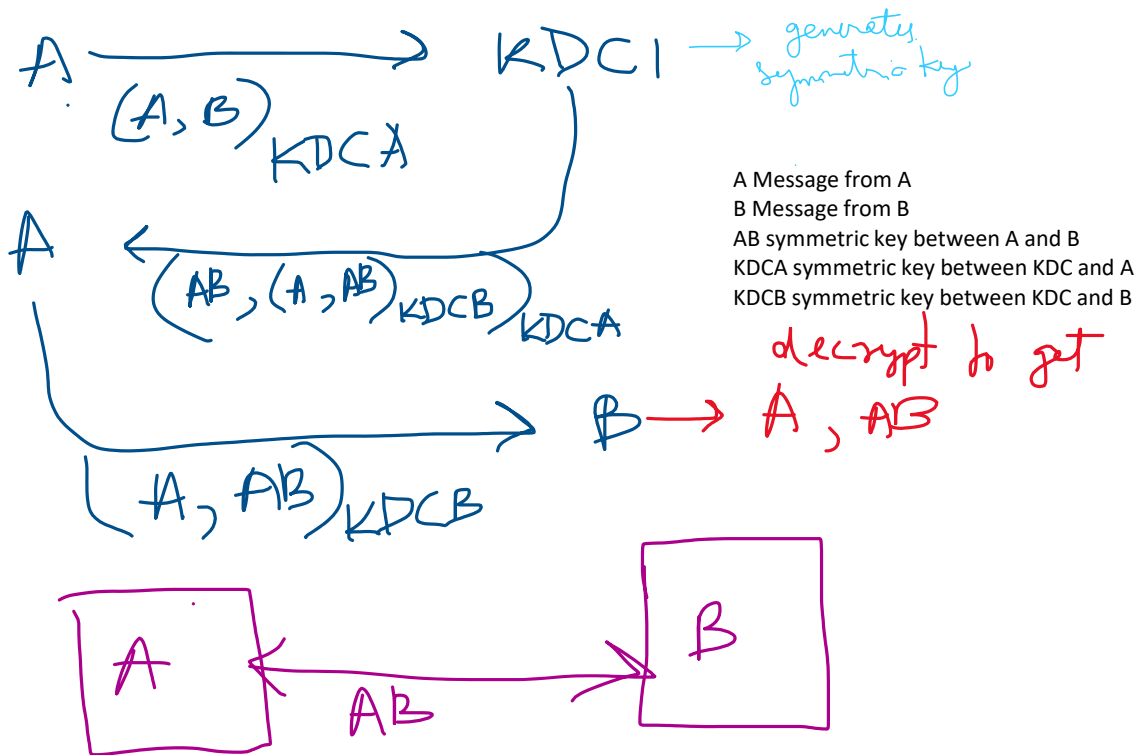 A → KDC1 → generates
symmetric key
(A, B) KDCA
A Message from A
B Message from B
AB symmetric key between A and B
KDCA symmetric key between KDC and A
KDCB symmetric key between KDC and B
A ← (AB, (A, AB) KDCB) KDCA
decrypt to get
B → A, AB
(A, AB) KDCB
A
B
AB